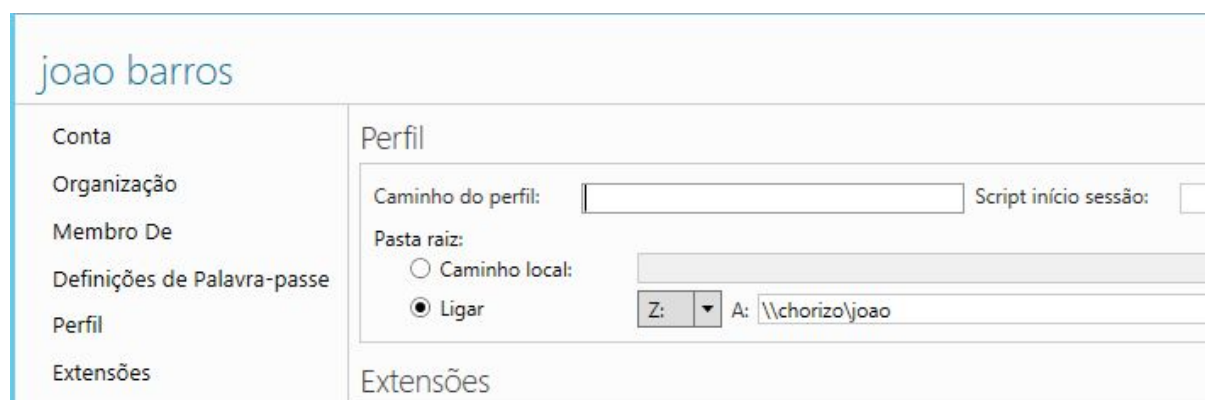 joao barros
Conta
Organização
Membro De
Definições de Palavra-passe
Perfil
Extensões
Perfil
Caminho do perfil: Script início sessão:
Pasta raiz:
Caminho local:
Ligar Z: A: \\chorizo\joao
Extensões